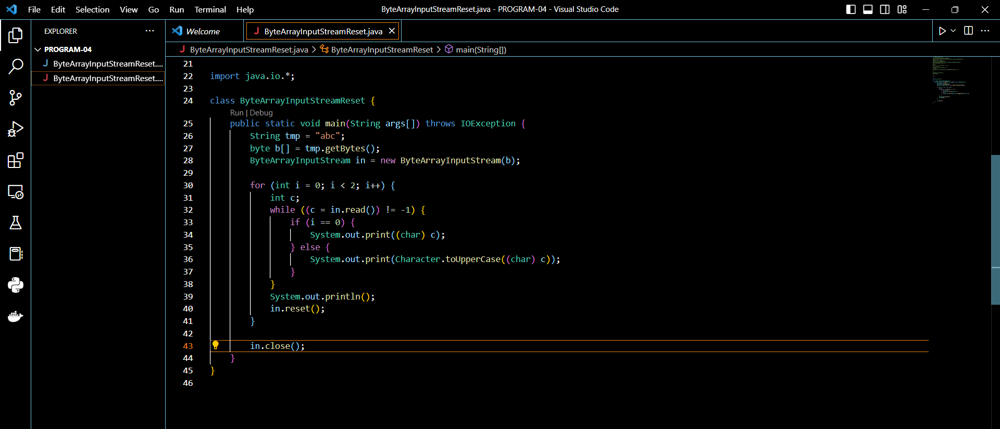 File Edit Selection View Go Run Terminal Help
ByteArrayInputStreamReset.java - PROGRAM-04 - Visual Studio Code
EXPLORER
PROGRAM-04
ByteArrayInputStreamReset....
ByteArrayInputStreamReset....
Welcome
ByteArrayInputStreamReset.java
ByteArrayInputStreamReset.java > ByteArrayInputStreamReset > main(String[])
21
22 import java.io.*;
23
24 class ByteArrayInputStreamReset {
Run | Debug
25 public static void main(String args[]) throws IOException {
26 String tmp = "abc";
27 byte b[] = tmp.getBytes();
28 ByteArrayInputStream in = new ByteArrayInputStream(b);
29
30 for (int i = 0; i < 2; i++) {
31 int c;
32 while ((c = in.read()) != -1) {
33 if (i == 0) {
34 System.out.print((char) c);
35 } else {
36 System.out.print(Character.toUpperCase((char) c));
37 }
38 }
39 System.out.println();
40 in.reset();
41 }
42
43 in.close();
44 }
45 }
46